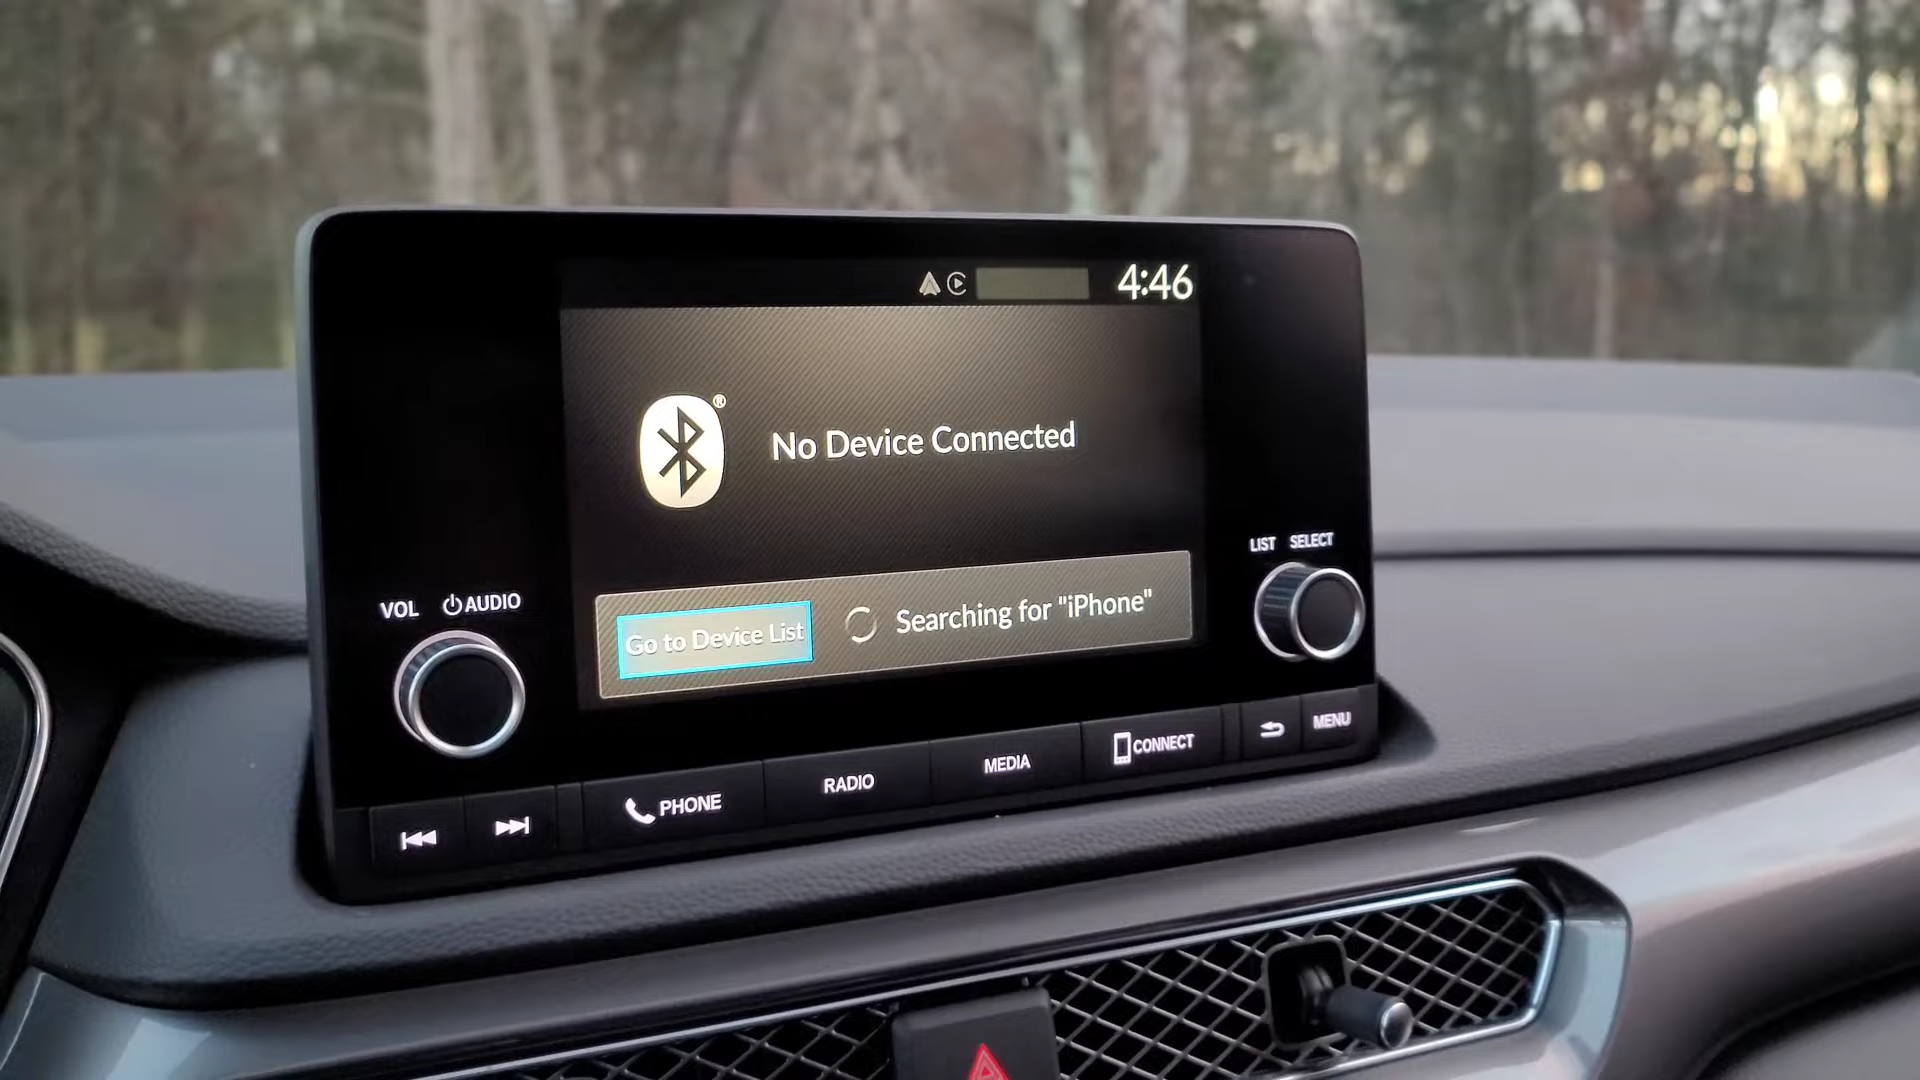 4:46
®
No Device Connected
Go to Device List
Searching for "iPhone"
LIST SELECT
VOL AUDIO
PHONE
RADIO
MEDIA
CONNECT
MENU